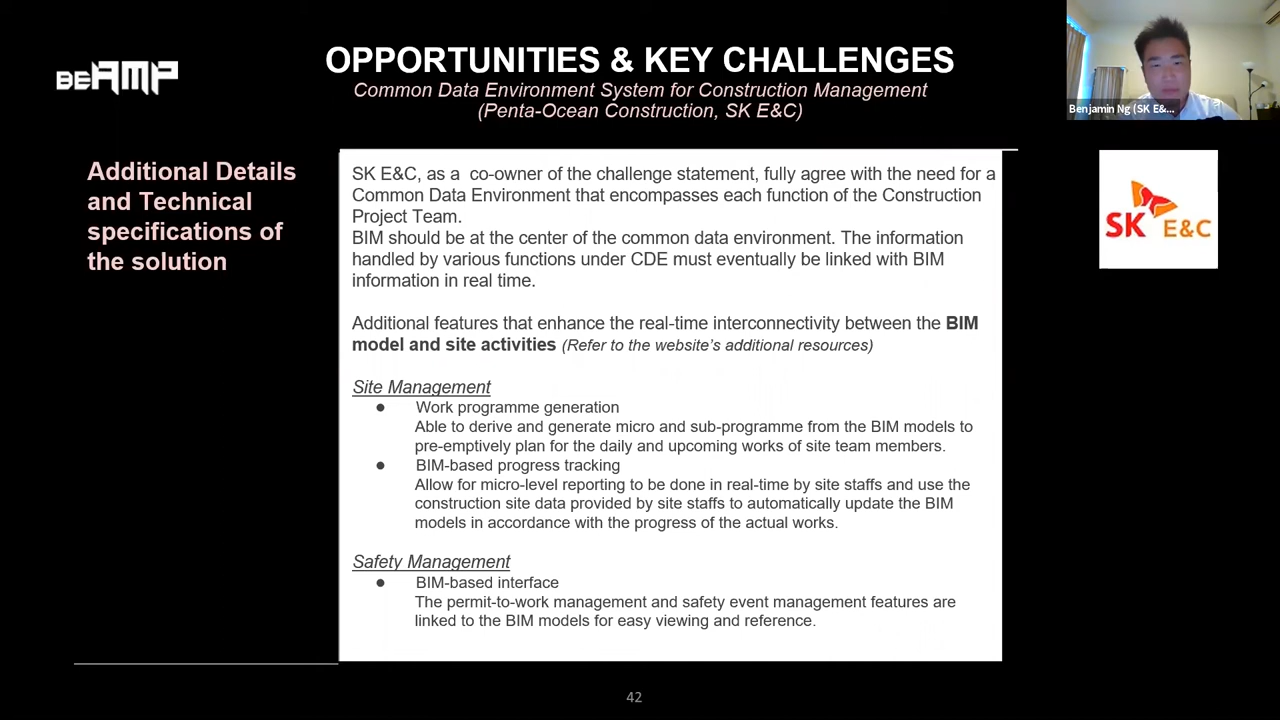 BEAMP
OPPORTUNITIES & KEY CHALLENGES
Common Data Environment System for Construction Management
(Penta-Ocean Construction, SK E&C)
Benjamin Ng (SK E&...
Additional Details
and Technical
specifications of
the solution
SK E&C, as a  co-owner of the challenge statement, fully agree with the need for a
Common Data Environment that encompasses each function of the Construction
Project Team.
BIM should be at the center of the common data environment. The information
handled by various functions under CDE must eventually be linked with BIM
information in real time.
Additional features that enhance the real-time interconnectivity between the BIM
model and site activities (Refer to the website's additional resources)
Site Management
● Work programme generation
Able to derive and generate micro and sub-programme from the BIM models to
pre-emptively plan for the daily and upcoming works of site team members.
● BIM-based progress tracking
Allow for micro-level reporting to be done in real-time by site staffs and use the
construction site data provided by site staffs to automatically update the BIM
models in accordance with the progress of the actual works.
Safety Management
● BIM-based interface
The permit-to-work management and safety event management features are
linked to the BIM models for easy viewing and reference.
SK E&C
42